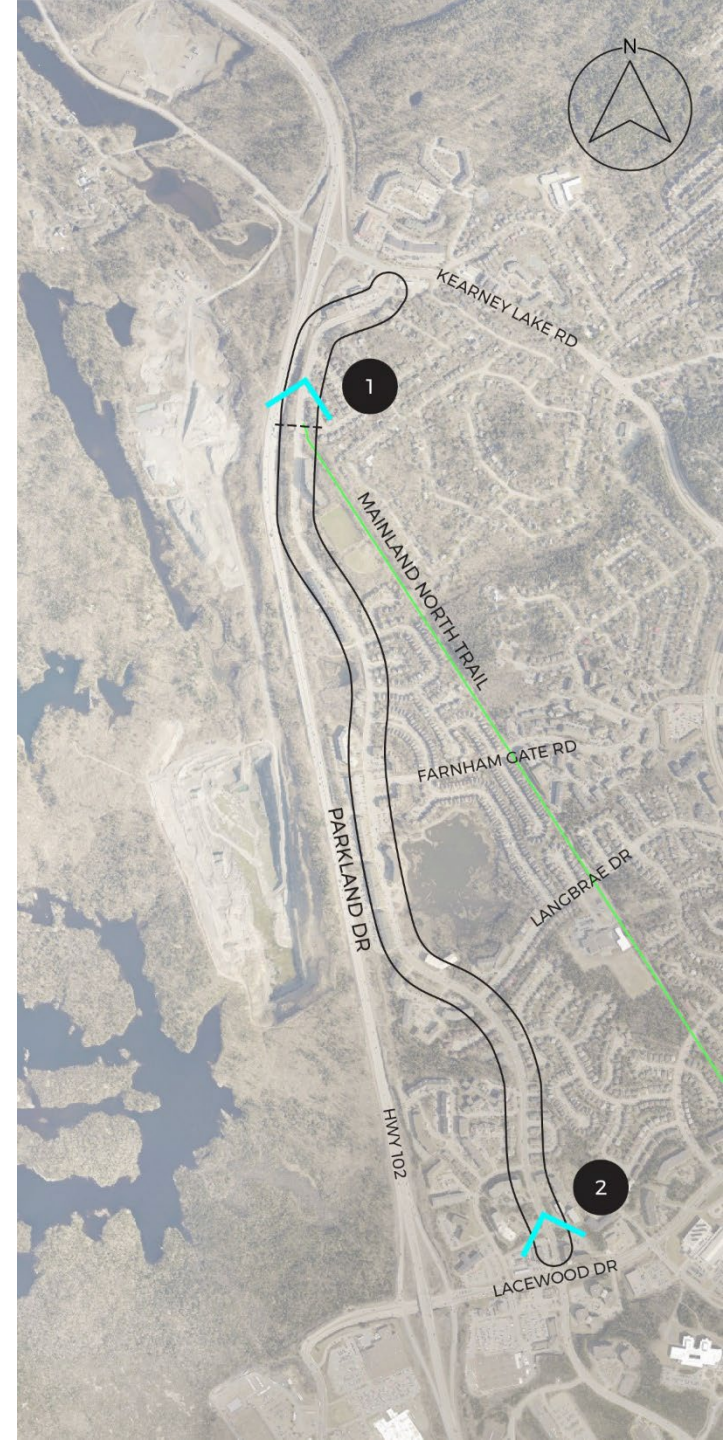 N
KEARNEY LAKE RD
1
MAINLAND NORTH TRAIL
FARNHAM GATE RD
PARKLAND DR
LANGBRAE DR
HWY 102
2
LACEWOOD DR